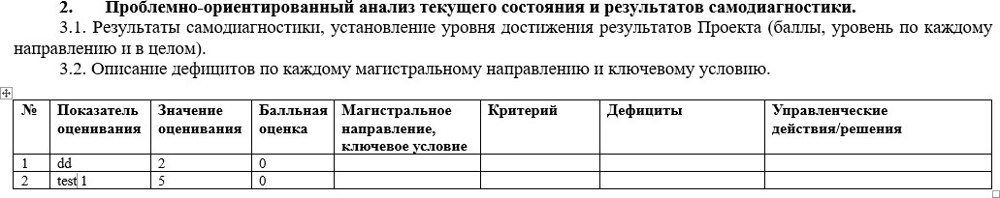 2. Проблемно-ориентированный анализ текущего состояния и результатов самодиагностики.
3.1. Результаты самодиагностики, установление уровня достижения результатов Проекта (баллы, уровень по каждому
направлению и в целом).
3.2. Описание дефицитов по каждому магистральному направлению и ключевому условию.
№ Показатель оценивания Значение оценивания Балльная оценка Магистральное направление, ключевое условие Критерий Дефициты Управленческие действия/решения
1 dd 2 0
2 test 1 5 0